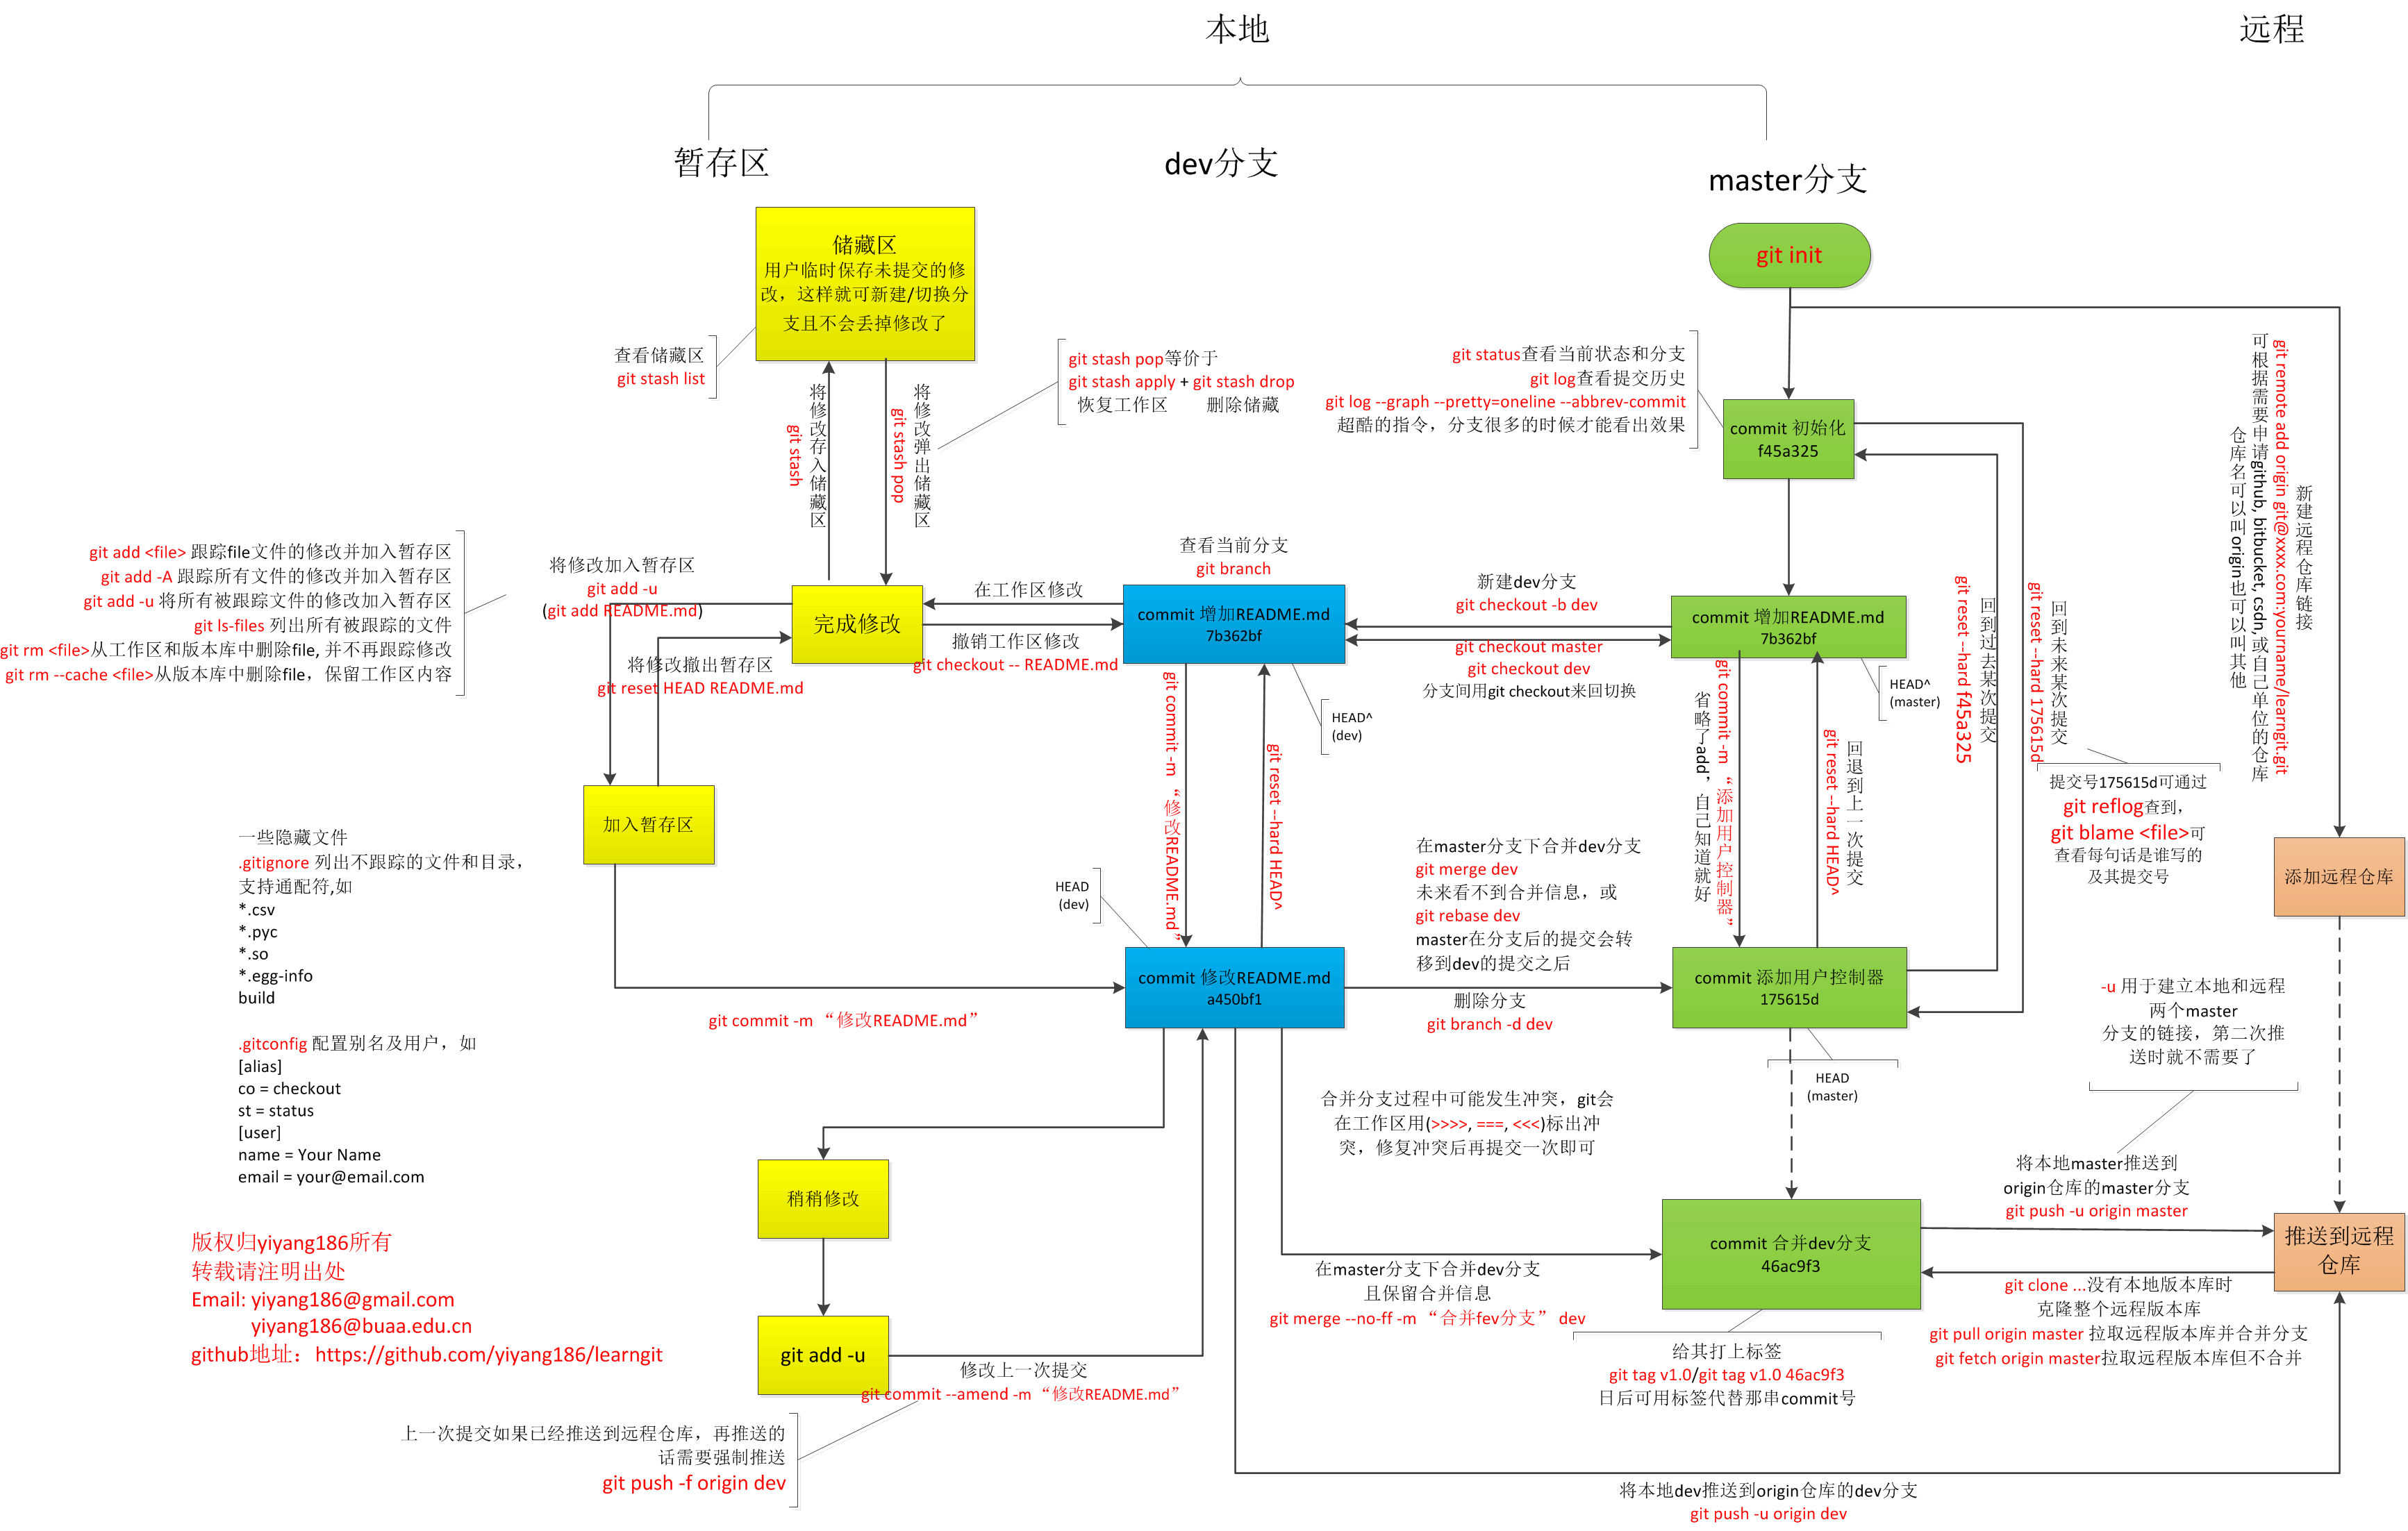 本地
远程
暂存区
dev分支
master分支
储藏区
用户临时保存未提交的修
改，这样就可新建/切换分
支且不会丢掉修改了
查看储藏区
git stash list
将修改存入储藏区
git stash
将修改弹出储藏区
git stash pop
git stash pop等价于
git stash apply + git stash drop
恢复工作区 删除储藏
git init
git status查看当前状态和分支
git log查看提交历史
git log --graph --pretty=oneline --abbrev-commit
超酷的指令，分支很多的时候才能看出效果
commit 初始化
f45a325
新建远程仓库链接
git remote add origin git@xxxx.com:yourname/learngit.git
可根据需要申请github, bitbucket, csdn,或自己单位的仓库
仓库名可以叫origin也可以叫其他
git add <file> 跟踪file文件的修改并加入暂存区
git add -A 跟踪所有文件的修改并加入暂存区
git add -u 将所有被跟踪文件的修改加入暂存区
git ls-files 列出所有被跟踪的文件
git rm <file>从工作区和版本库中删除file, 并不再跟踪修改
git rm --cache <file>从版本库中删除file，保留工作区内容
将修改加入暂存区
git add -u
(git add README.md)
将修改撤出暂存区
git reset HEAD README.md
完成修改
在工作区修改
撤销工作区修改
git checkout -- README.md
查看当前分支
git branch
commit 增加README.md
7b362bf
新建dev分支
git checkout -b dev
git checkout master
git checkout dev
分支间用git checkout来回切换
commit 增加README.md
7b362bf
HEAD^
(dev)
HEAD^
(master)
git commit -m “修改README.md”
git reset --hard HEAD^
git commit -m “添加用户控制器”
省略了add，自己知道就好
回退到上一次提交
git reset --hard HEAD^
回到过去某次提交
git reset --hard f45a325
回到未来某次提交
git reset --hard 175615d
提交号175615d可通过
git reflog查到，
git blame <file>可
查看每句话是谁写的
及其提交号
加入暂存区
添加远程仓库
一些隐藏文件
.gitignore 列出不跟踪的文件和目录，
支持通配符,如
*.csv
*.pyc
*.so
*.egg-info
build
.gitconfig 配置别名及用户，如
[alias]
co = checkout
st = status
[user]
name = Your Name
email = your@email.com
HEAD
(dev)
在master分支下合并dev分支
git merge dev
未来看不到合并信息，或
git rebase dev
master在分支后的提交会转
移到dev的提交之后
commit 修改README.md
a450bf1
删除分支
git branch -d dev
commit 添加用户控制器
175615d
git commit -m “修改README.md”
HEAD
(master)
-u 用于建立本地和远程
两个master
分支的链接，第二次推
送时就不需要了
合并分支过程中可能发生冲突，git会
在工作区用(>>>>, ===, <<<)标出冲
突，修复冲突后再提交一次即可
稍稍修改
将本地master推送到
origin仓库的master分支
git push -u origin master
commit 合并dev分支
46ac9f3
推送到远程
仓库
在master分支下合并dev分支
且保留合并信息
git merge --no-ff -m “合并fev分支” dev
git clone ...没有本地版本库时
克隆整个远程版本库
git pull origin master 拉取远程版本库并合并分支
git fetch origin master拉取远程版本库但不合并
给其打上标签
git tag v1.0/git tag v1.0 46ac9f3
日后可用标签代替那串commit号
版权归yiyang186所有
转载请注明出处
Email: yiyang186@gmail.com
yiyang186@buaa.edu.cn
github地址：https://github.com/yiyang186/learngit
git add -u
修改上一次提交
git commit --amend -m “修改README.md”
上一次提交如果已经推送到远程仓库，再推送的
话需要强制推送
git push -f origin dev
将本地dev推送到origin仓库的dev分支
git push -u origin dev